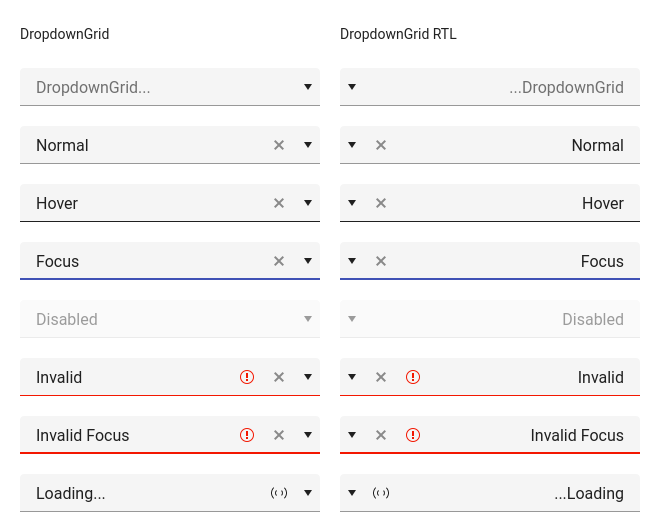 DropdownGrid DropdownGrid RTL
DropdownGrid... ...DropdownGrid
Normal Normal
Hover Hover
Focus Focus
Disabled Disabled
Invalid Invalid
Invalid Focus Invalid Focus
Loading... ...Loading